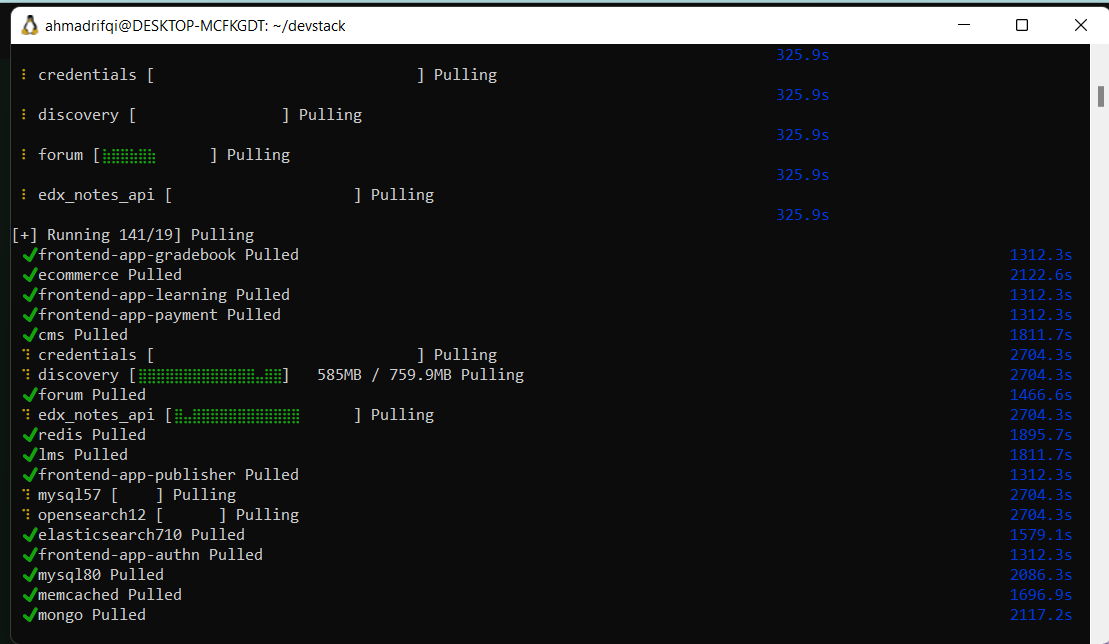 ahmadrifqi@DESKTOP-MCFKGDT: ~/devstack
325.9s
⠸ credentials [                             ] Pulling
325.9s
⠸ discovery [                ] Pulling
325.9s
⠸ forum [⣷⣿⣿⣷⣿⣷      ] Pulling
325.9s
⠸ edx_notes_api [                    ] Pulling
325.9s
[+] Running 141/19] Pulling
✔frontend-app-gradebook Pulled 1312.3s
✔ecommerce Pulled 2122.6s
✔frontend-app-learning Pulled 1312.3s
✔frontend-app-payment Pulled 1312.3s
✔cms Pulled 1811.7s
⠹ credentials [                             ] Pulling 2704.3s
⠹ discovery [⣿⣿⣿⣿⣿⣿⣿⣿⣿⣿⣿⣿⣿⣀⣿⣿]   585MB / 759.9MB Pulling 2704.3s
✔forum Pulled 1466.6s
⠹ edx_notes_api [⣿⣀⣿⣿⣿⣿⣿⣿⣿⣿⣿⣿⣿⣿      ] Pulling 2704.3s
✔redis Pulled 1895.7s
✔lms Pulled 1811.7s
✔frontend-app-publisher Pulled 1312.3s
⠹ mysql57 [    ] Pulling 2704.3s
⠹ opensearch12 [      ] Pulling 2704.3s
✔elasticsearch710 Pulled 1579.1s
✔frontend-app-authn Pulled 1312.3s
✔mysql80 Pulled 2086.3s
✔memcached Pulled 1696.9s
✔mongo Pulled 2117.2s